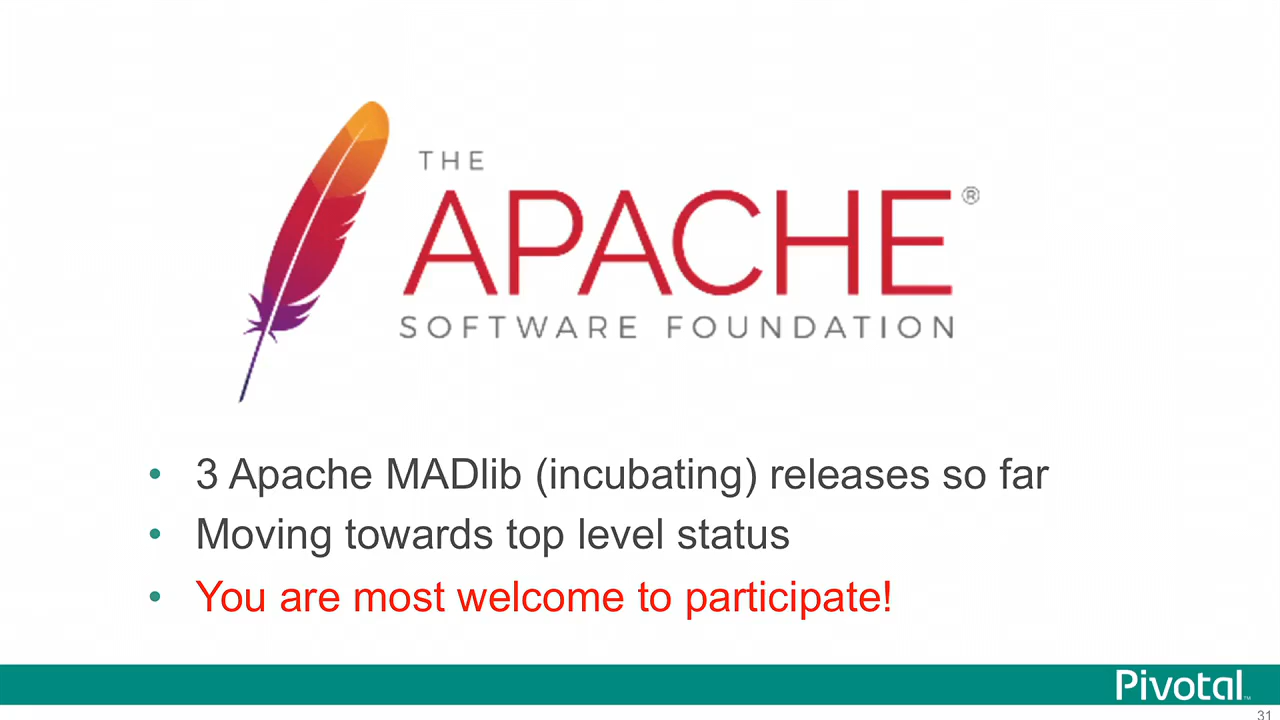 THE
APACHE®
SOFTWARE FOUNDATION
• 3 Apache MADlib (incubating) releases so far
• Moving towards top level status
• You are most welcome to participate!
Pivotal™
31